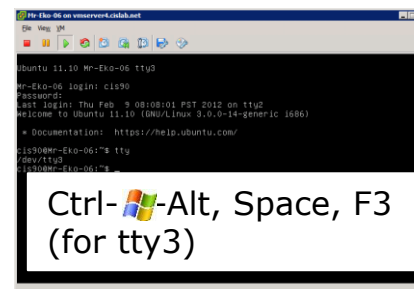 Mr-Eko-06 on vmserver4.cislab.net
File View VM
Ubuntu 11.10 Mr-Eko-06 tty3
Mr-Eko-06 login: cis90
Password:
Last login: Thu Feb  9 08:08:01 PST 2012 on tty2
Welcome to Ubuntu 11.10 (GNU/Linux 3.0.0-14-generic i686)
* Documentation:  https://help.ubuntu.com/
cis90@Mr-Eko-06:~$ tty
/dev/tty3
cis90@Mr-Eko-06:~$ _
Ctrl- -Alt, Space, F3
(for tty3)